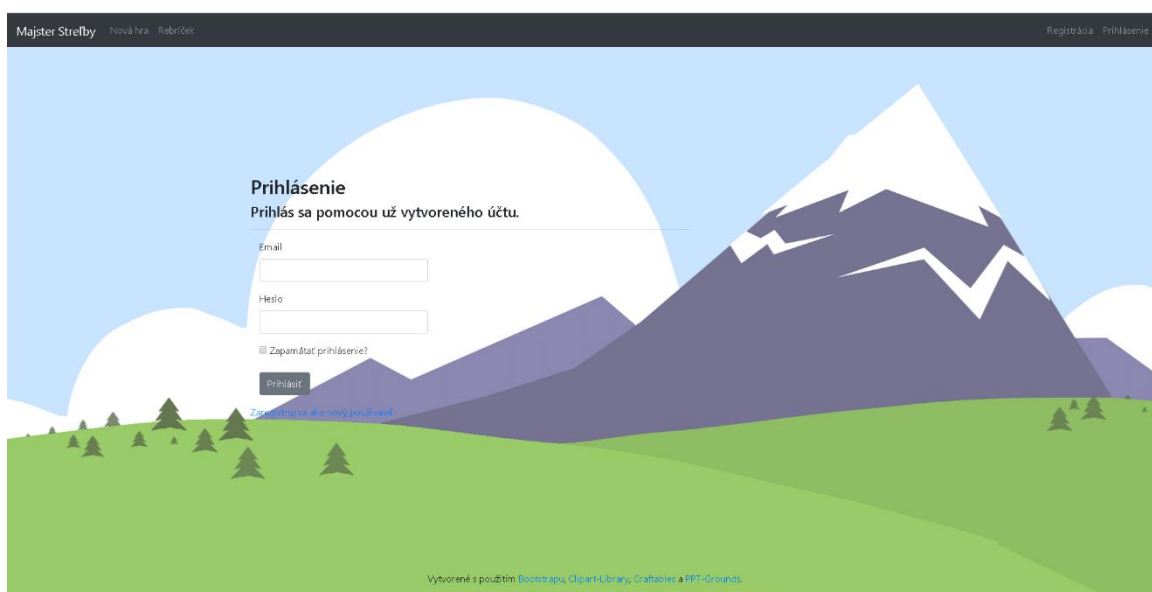 Majster Streľby Nová hra Rebríček Registrácia Prihlásenie
Prihlásenie
Prihlás sa pomocou už vytvoreného účtu.
Email
Heslo
Zapamätať prihlásenie?
Prihlásiť
Zaregistruj sa ako nový používateľ
Vytvorené s použitím Bootstrapu, Clipart-Library, Craftables a PPT-Grounds.